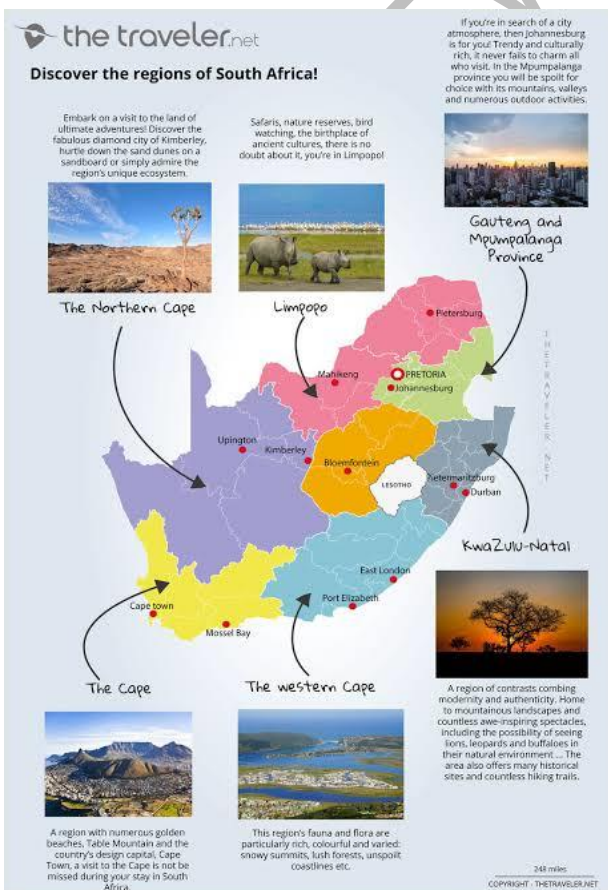 the traveler.net
Discover the regions of South Africa!
Embark on a visit to the land of
ultimate adventures! Discover the
fabulous diamond city of Kimberley,
hurtle down the sand dunes on a
sandboard or simply admire the
region's unique ecosystem.
The Northern Cape
Safaris, nature reserves, bird
watching, the birthplace of
ancient cultures, there is no
doubt about it, you're in Limpopo!
Limpopo
If you're in search of a city
atmosphere, then Johannesburg
is for you! Trendy and culturally
rich, it never fails to charm all
who visit. In the Mpumpalanga
province you will be spoilt for
choice with its mountains, valleys
and numerous outdoor activities.
Gauteng and
Mpumpalanga
Province
Pietersburg
Mahikeng
PRETORIA
Johannesburg
Upington
Kimberley
Bloemfontein
LESOTHO
Pietermaritzburg
Durban
East London
Port Elizabeth
Cape town
Mossel Bay
THETRAVELER.NET
KwaZulu-Natal
A region of contrasts combing
modernity and authenticity. Home
to mountainous landscapes and
countless awe-inspiring spectacles,
including the possibility of seeing
lions, leopards and buffaloes in
their natural environment ... The
area also offers many historical
sites and countless hiking trails.
The Cape
A region with numerous golden
beaches, Table Mountain and the
country's design capital, Cape
Town, a visit to the Cape is not be
missed during your stay in South
Africa.
The western Cape
This region's fauna and flora are
particularly rich, colourful and varied:
snowy summits, lush forests, unspoilt
coastlines etc.
248 miles
COPYRIGHT - THETRAVELER.NET